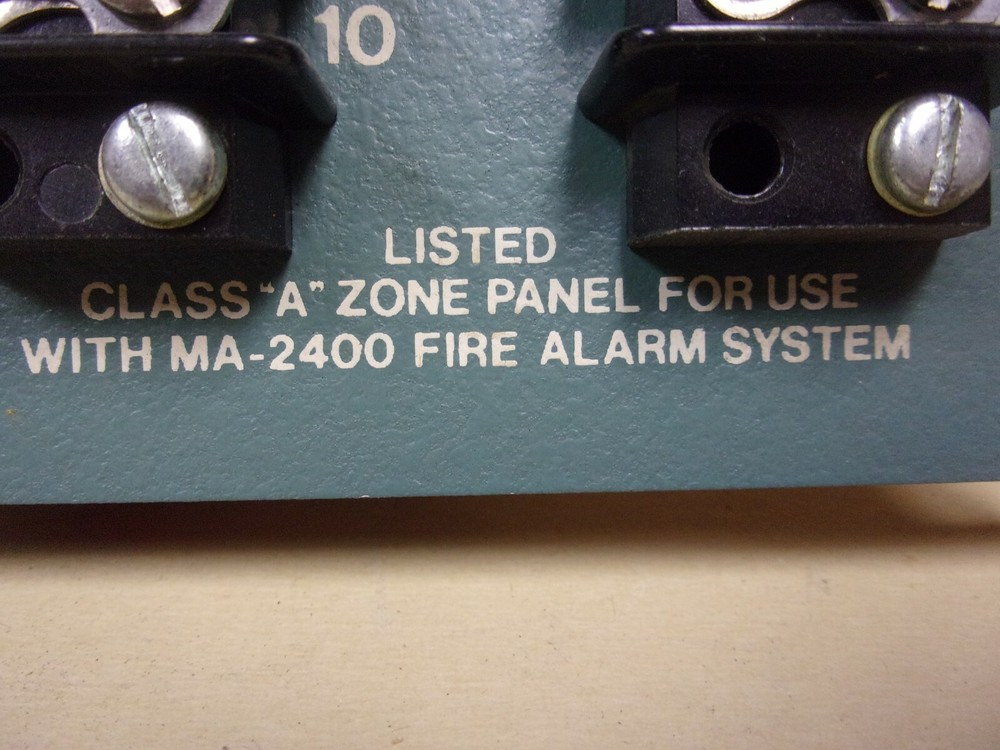 10
LISTED
CLASS "A" ZONE PANEL FOR USE
WITH MA-2400 FIRE ALARM SYSTEM